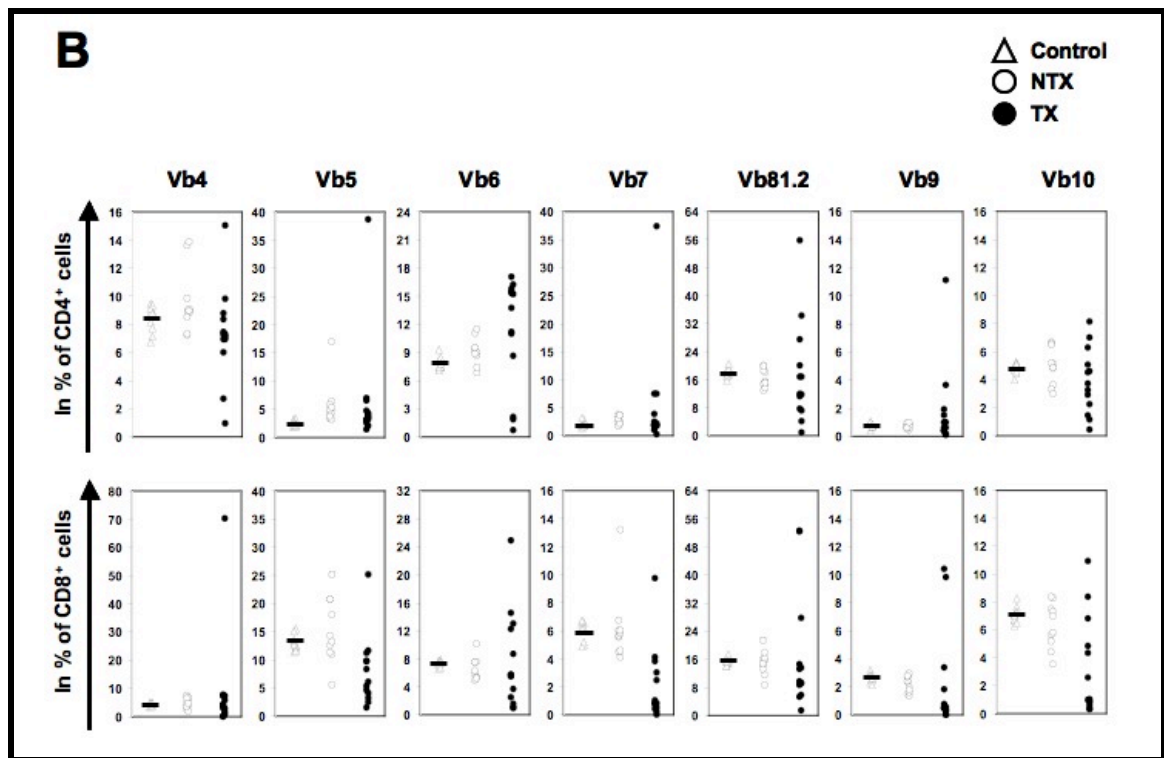 B
Control
NTX
TX
Vb4 Vb5 Vb6 Vb7 Vb81.2 Vb9 Vb10
In % of CD4+ cells
16 40 24 40 64 16 16
14 35 21 35 56 14 14
12 30 18 30 48 12 12
10 25 15 25 40 10 10
8 20 12 20 32 8 8
6 15 9 15 24 6 6
4 10 6 10 16 4 4
2 5 3 5 8 2 2
0 0 0 0 0 0 0
In % of CD8+ cells
80 40 32 16 64 16 16
70 35 28 14 56 14 14
60 30 24 12 48 12 12
50 25 20 10 40 10 10
40 20 16 8 32 8 8
30 15 12 6 24 6 6
20 10 8 4 16 4 4
10 5 4 2 8 2 2
0 0 0 0 0 0 0